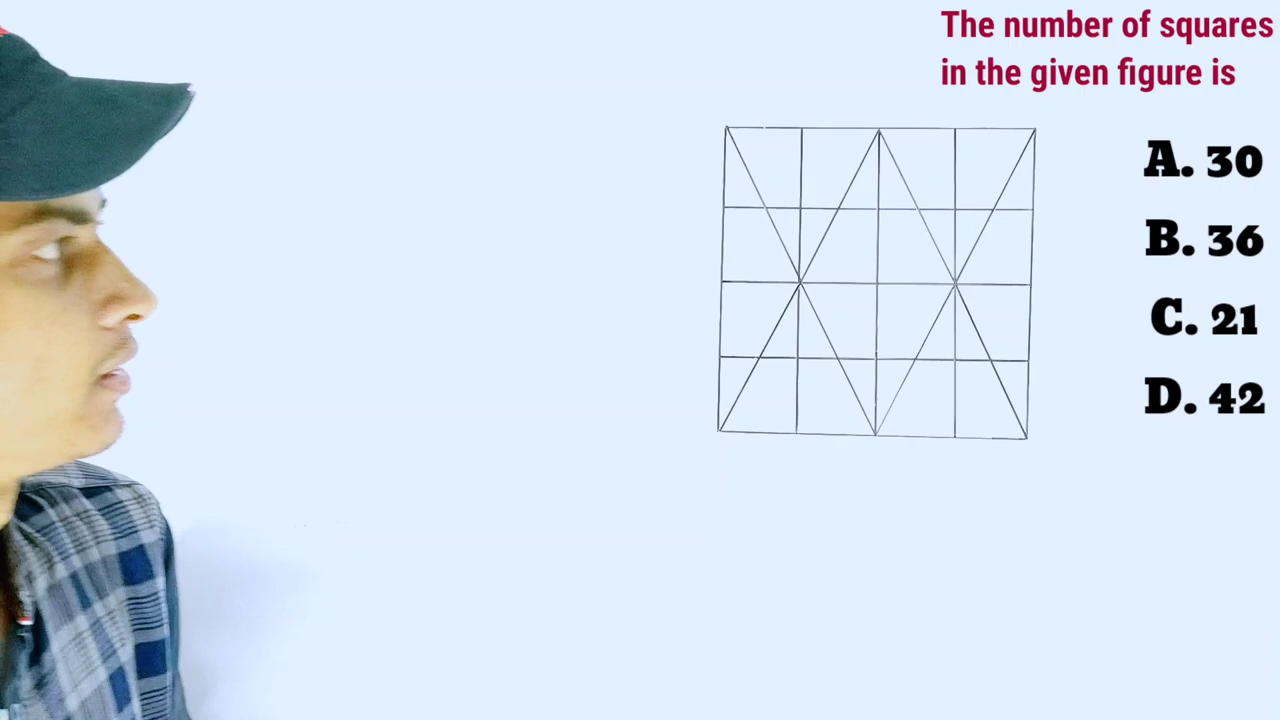 The number of squares
in the given figure is
A. 30
B. 36
C. 21
D. 42